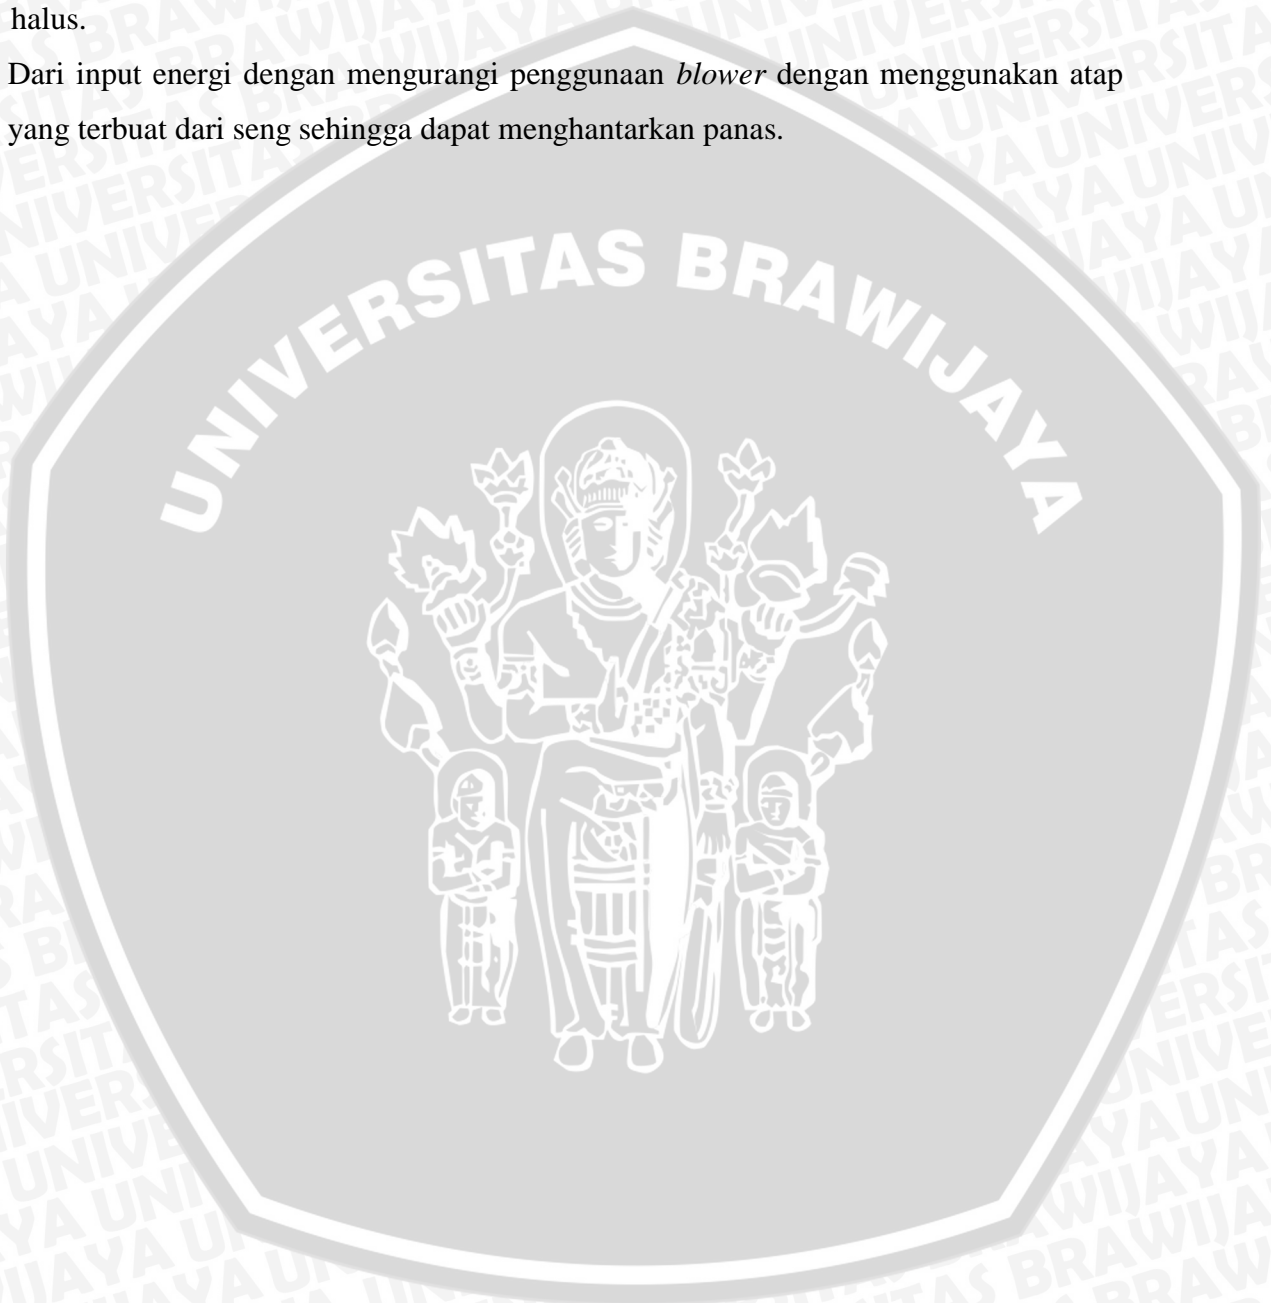 halus.
Dari input energi dengan mengurangi penggunaan blower dengan menggunakan atap
yang terbuat dari seng sehingga dapat menghantarkan panas.
UNIVERSITAS BRAWIJAYA